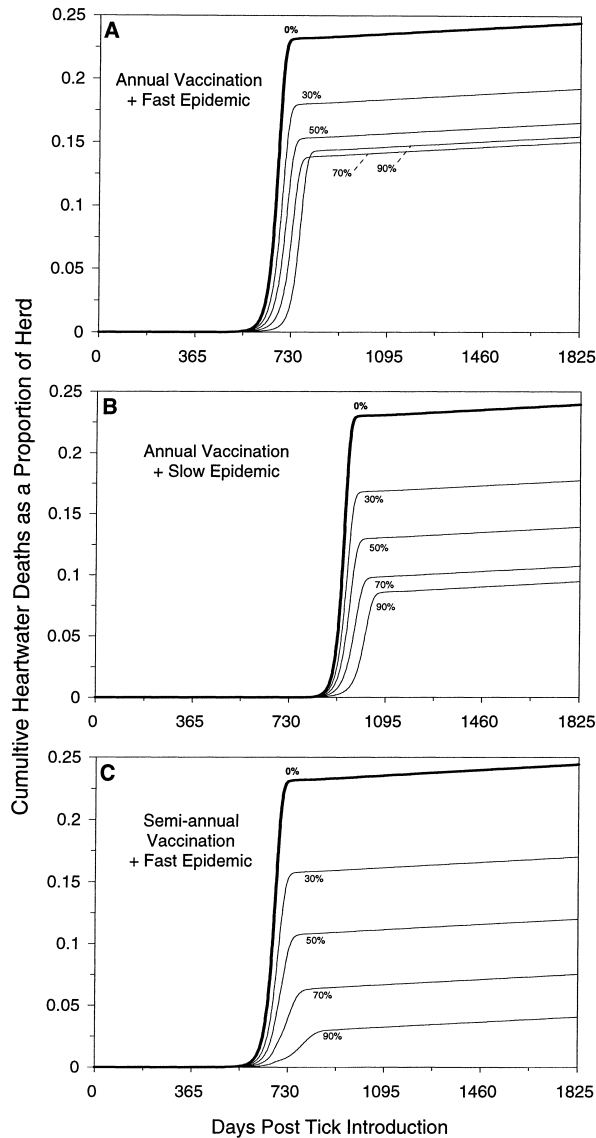 Cumultive Heartwater Deaths as a Proportion of Herd
A
Annual Vaccination
+ Fast Epidemic
0.25
0.2
0.15
0.1
0.05
0
0%
30%
50%
70%
90%
0 365 730 1095 1460 1825
B
Annual Vaccination
+ Slow Epidemic
0.25
0.2
0.15
0.1
0.05
0
0%
30%
50%
70%
90%
0 365 730 1095 1460 1825
C
Semi-annual
Vaccination
+ Fast Epidemic
0.25
0.2
0.15
0.1
0.05
0
0%
30%
50%
70%
90%
0 365 730 1095 1460 1825
Days Post Tick Introduction